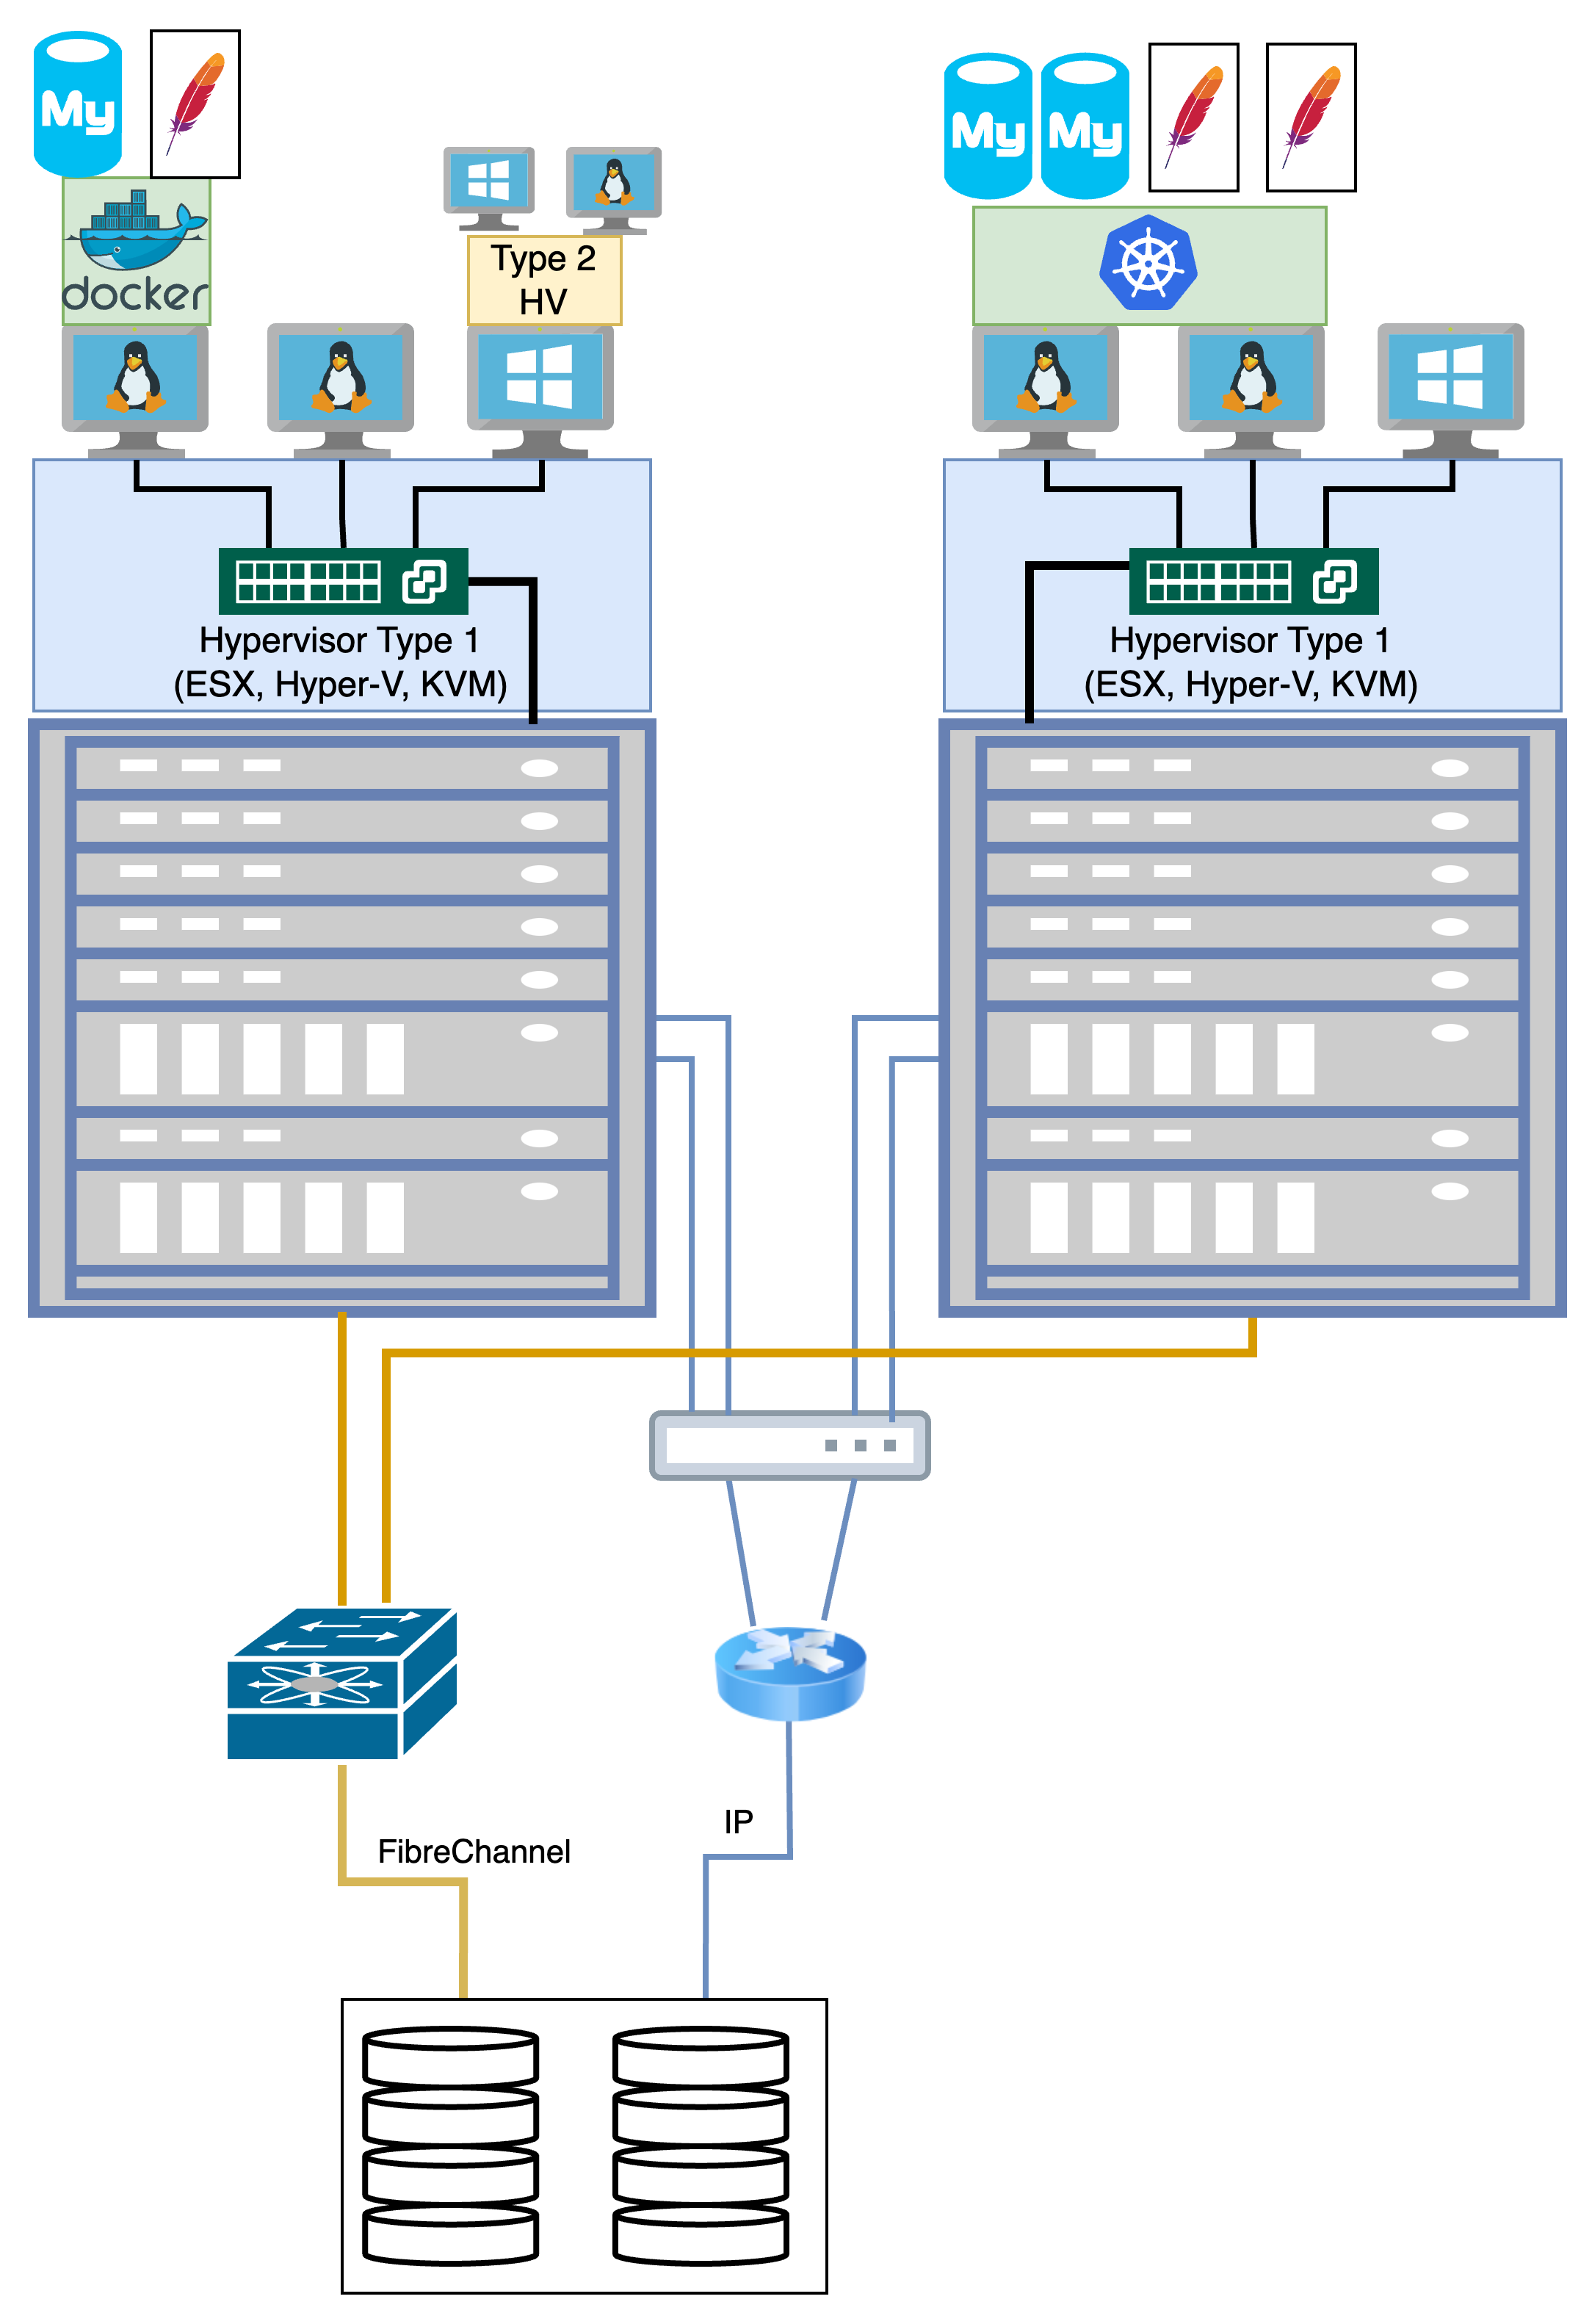 My
My
My
docker
Type 2
HV
Hypervisor Type 1
(ESX, Hyper-V, KVM)
Hypervisor Type 1
(ESX, Hyper-V, KVM)
IP
FibreChannel